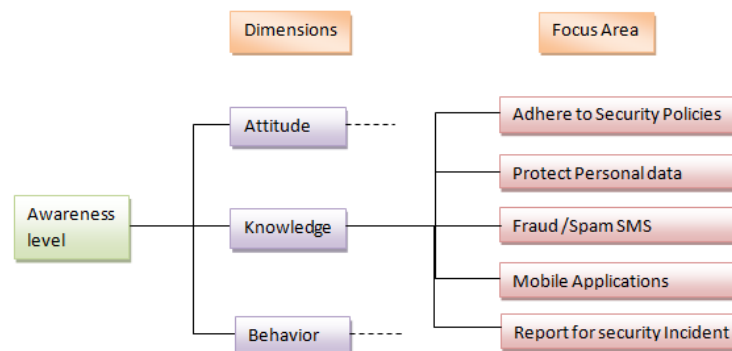 Dimensions
Focus Area
Attitude
Adhere to Security Policies
Protect Personal data
Awareness
level
Knowledge
Fraud /Spam SMS
Mobile Applications
Behavior
Report for security Incident